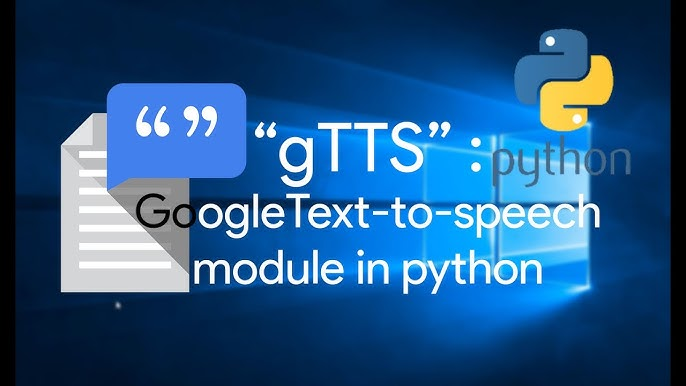 “ ”
“gTTS” :
python
GoogleText-to-speech
module in python